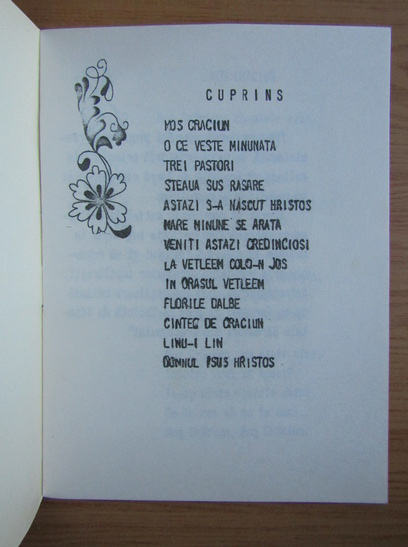 CUPRINS
MOS CRACIUN
O CE VESTE MINUNATA
TREI PASTORI
STEAUA SUS RASARE
ASTAZI S-A NASCUT HRISTOS
MARE MINUNE SE ARATA
VENITI ASTAZI CREDINCIOSI
LA VETLEEM COLO-N JOS
IN ORASUL VETLEEM
FLORILE DALBE
CINTEC DE CRACIUN
LINU-I LIN
DOMNUL ISUS HRISTOS